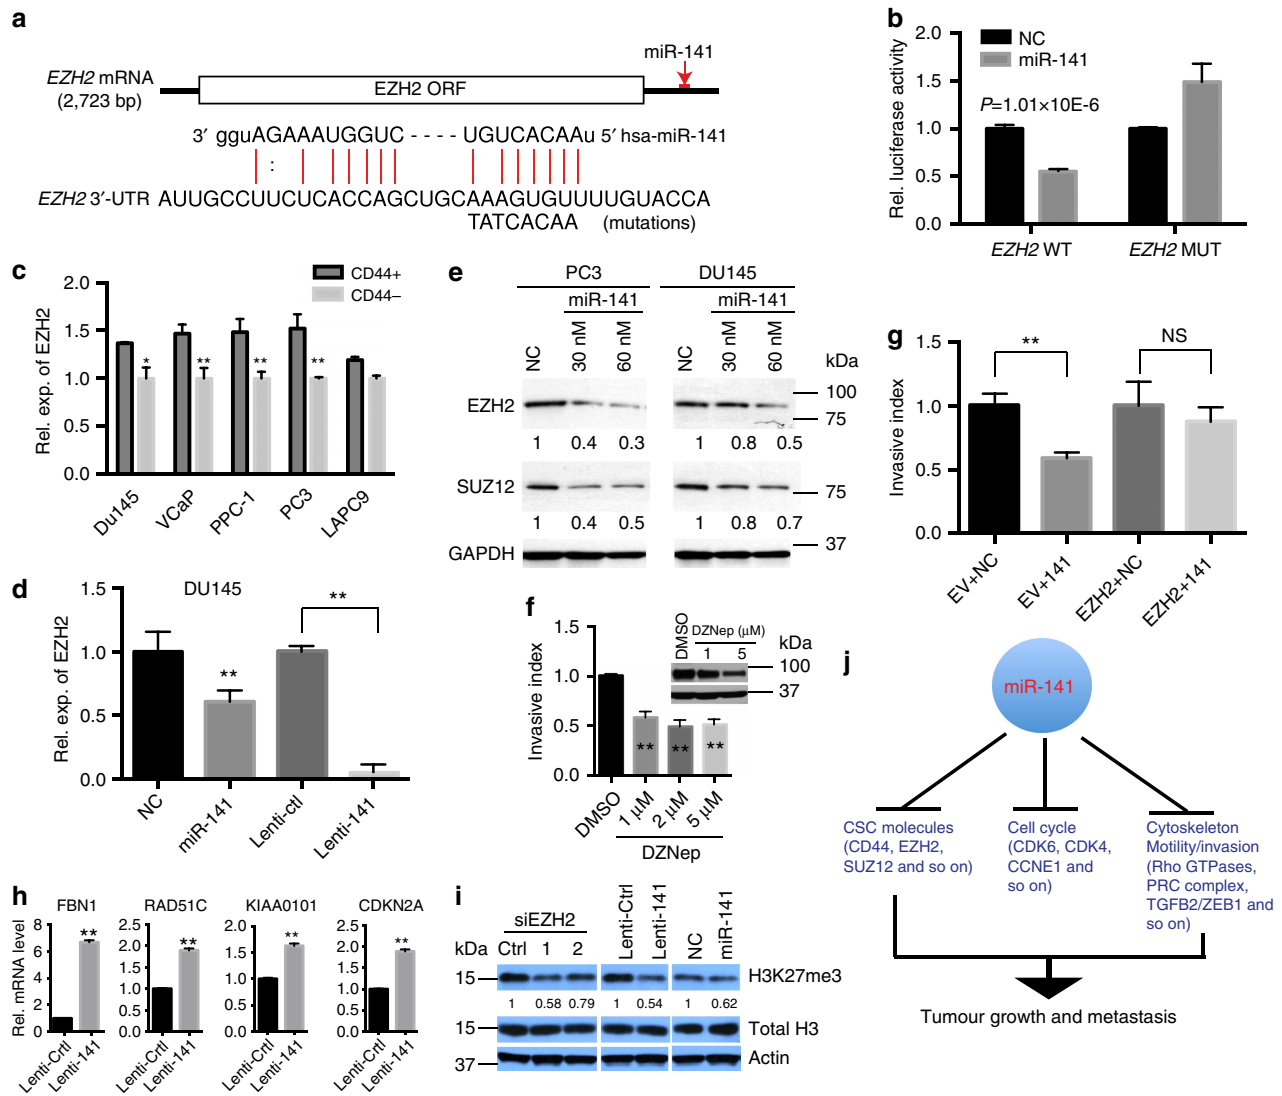 a
miR-141
EZH2 mRNA
(2,723 bp)
EZH2 ORF
3′ gguAGAAAUGGUC - - - - UGUCACAAu 5′ hsa-miR-141
:
EZH2 3′-UTR AUUGCCUUCUCACCAGCUGCAAAGUGUUUUGUACCA
TATCACAA (mutations)
b
Rel. luciferase activity
2.0
1.5
1.0
0.5
0.0
NC
miR-141
P=1.01×10E-6
EZH2 WT
EZH2 MUT
c
Rel. exp. of EZH2
2.0
1.5
1.0
0.5
0.0
CD44+
CD44–
*
**
**
**
Du145
VCaP
PPC-1
PC3
LAPC9
d
DU145
Rel. exp. of EZH2
1.5
1.0
0.5
0.0
**
**
NC
miR-141
Lenti-ctl
Lenti-141
e
PC3
DU145
miR-141
miR-141
NC
30 nM
60 nM
NC
30 nM
60 nM
kDa
EZH2
100
75
1 0.4 0.3 1 0.8 0.5
SUZ12
75
1 0.4 0.5 1 0.8 0.7
GAPDH
37
f
Invasive index
1.5
1.0
0.5
0.0
**
**
**
DMSO
1 µM
2 µM
5 µM
DZNep
DMSO
DZNep (µM)
1 5
kDa
100
37
g
Invasive index
1.5
1.0
0.5
0.0
**
NS
EV+NC
EV+141
EZH2+NC
EZH2+141
h
Rel. mRNA level
FBN1
8
6
4
2
0
**
Lenti-Crtl
Lenti-141
RAD51C
2.5
2.0
1.5
1.0
0.5
0.0
**
Lenti-Crtl
Lenti-141
KIAA0101
2.0
1.5
1.0
0.5
0.0
**
Lenti-Crtl
Lenti-141
CDKN2A
2.5
2.0
1.5
1.0
0.5
0.0
**
Lenti-Crtl
Lenti-141
i
siEZH2
kDa Ctrl 1 2
Lenti-Ctrl
Lenti-141
NC
miR-141
15
H3K27me3
1 0.58 0.79 1 0.54 1 0.62
15
Total H3
37
Actin
j
miR-141
CSC molecules
(CD44, EZH2,
SUZ12 and so on)
Cell cycle
(CDK6, CDK4,
CCNE1 and
so on)
Cytoskeleton
Motility/invasion
(Rho GTPases,
PRC complex,
TGFB2/ZEB1 and
so on)
Tumour growth and metastasis